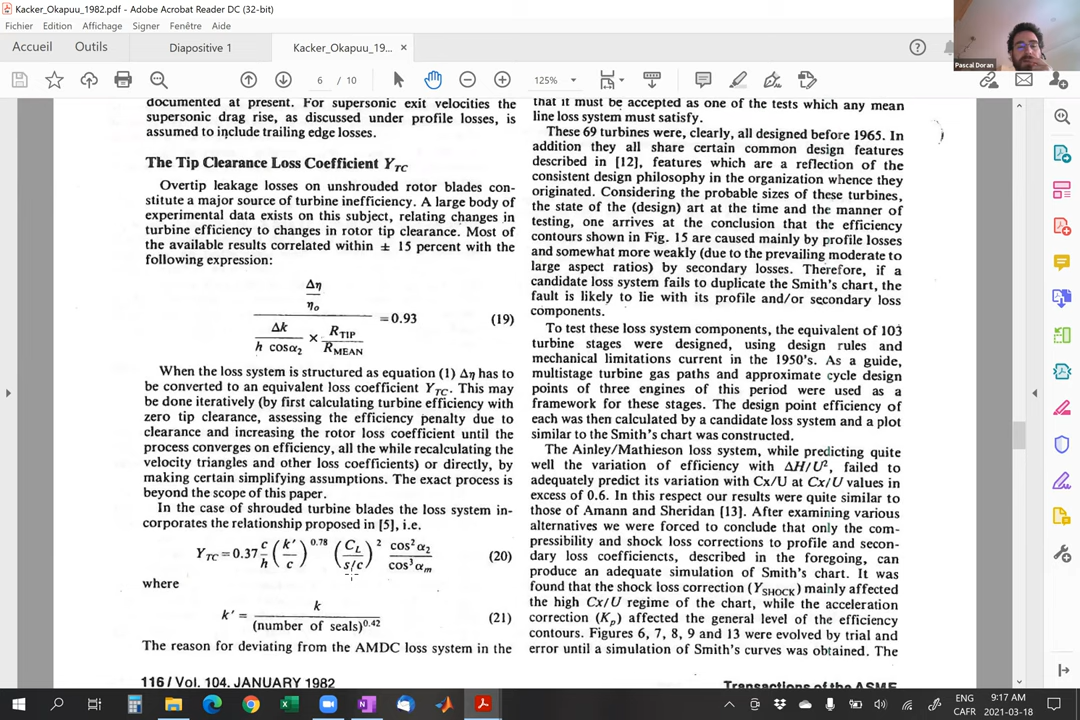 Kacker_Okapuu_1982.pdf - Adobe Acrobat Reader DC (32-bit)
Fichier Edition Affichage Signer Fenêtre Aide
Accueil Outils Diapositive 1 Kacker_Okapuu_19... ×
6 / 10 125%
Pascal Doran
documented at present. For supersonic exit velocities the
supersonic drag rise, as discussed under profile losses, is
assumed to include trailing edge losses.
The Tip Clearance Loss Coefficient Y_TC
Overtip leakage losses on unshrouded rotor blades con-
stitute a major source of turbine inefficiency. A large body of
experimental data exists on this subject, relating changes in
turbine efficiency to changes in rotor tip clearance. Most of
the available results correlated within ± 15 percent with the
following expression:
Δη
η_o
Δk
h cosα_2
×
R_TIP
R_MEAN
= 0.93 (19)
When the loss system is structured as equation (1) Δη has to
be converted to an equivalent loss coefficient Y_TC. This may
be done iteratively (by first calculating turbine efficiency with
zero tip clearance, assessing the efficiency penalty due to
clearance and increasing the rotor loss coefficient until the
process converges on efficiency, all the while recalculating the
velocity triangles and other loss coefficients) or directly, by
making certain simplifying assumptions. The exact process is
beyond the scope of this paper.
In the case of shrouded turbine blades the loss system in-
corporates the relationship proposed in [5], i.e.
Y_TC = 0.37 c/h (k'/c)^0.78 (C_L / s/c)^2 cos²α_2 / cos³α_m (20)
where
k' = k / (number of seals)^0.42 (21)
The reason for deviating from the AMDC loss system in the
116 / Vol. 104, JANUARY 1982
that it must be accepted as one of the tests which any mean
line loss system must satisfy.
These 69 turbines were, clearly, all designed before 1965. In
addition they all share certain common design features
described in [12], features which are a reflection of the
consistent design philosophy in the organization whence they
originated. Considering the probable sizes of these turbines,
the state of the (design) art at the time and the manner of
testing, one arrives at the conclusion that the efficiency
contours shown in Fig. 15 are caused mainly by profile losses
and somewhat more weakly (due to the prevailing moderate to
large aspect ratios) by secondary losses. Therefore, if a
candidate loss system fails to duplicate the Smith's chart, the
fault is likely to lie with its profile and/or secondary loss
components.
To test these loss system components, the equivalent of 103
turbine stages were designed, using design rules and
mechanical limitations current in the 1950's. As a guide,
multistage turbine gas paths and approximate cycle design
points of three engines of this period were used as a
framework for these stages. The design point efficiency of
each was then calculated by a candidate loss system and a plot
similar to the Smith's chart was constructed.
The Ainley/Mathieson loss system, while predicting quite
well the variation of efficiency with ΔH/U², failed to
adequately predict its variation with Cx/U at Cx/U values in
excess of 0.6. In this respect our results were quite similar to
those of Amann and Sheridan [13]. After examining various
alternatives we were forced to conclude that only the com-
pressibility and shock loss corrections to profile and secon-
dary loss coefficiencts, described in the foregoing, can
produce an adequate simulation of Smith's chart. It was
found that the shock loss correction (Y_SHOCK) mainly affected
the high Cx/U regime of the chart, while the acceleration
correction (K_p) affected the general level of the efficiency
contours. Figures 6, 7, 8, 9 and 13 were evolved by trial and
error until a simulation of Smith's curves was obtained. The
Transactions of the ASME
ENG
CAFR
9:17 AM
2021-03-18